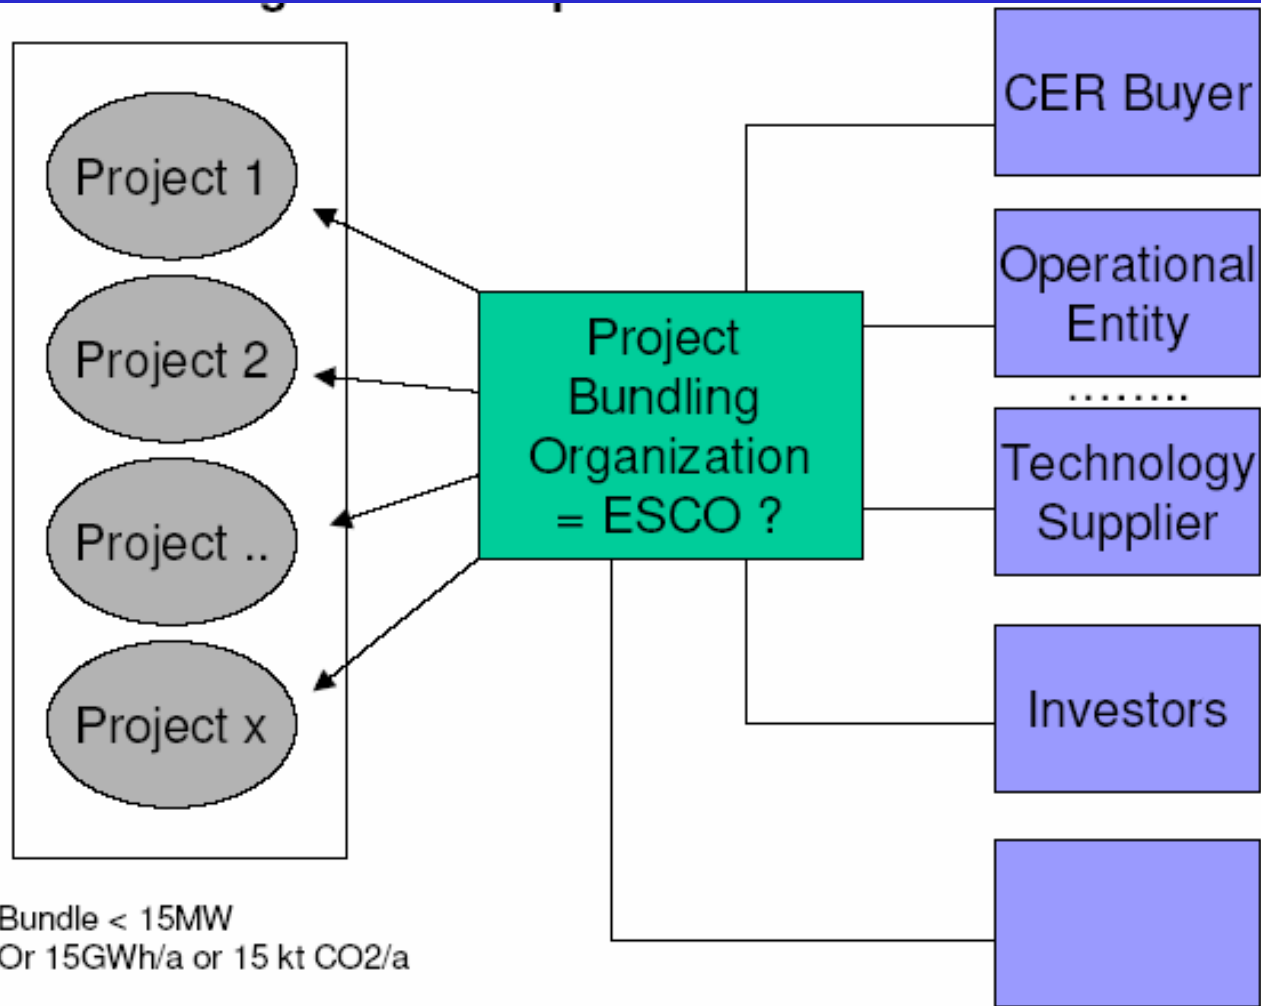 Project 1
Project 2
Project ..
Project x
Bundle < 15MW
Or 15GWh/a or 15 kt CO2/a
Project
Bundling
Organization
= ESCO ?
CER Buyer
Operational
Entity
........
Technology
Supplier
Investors